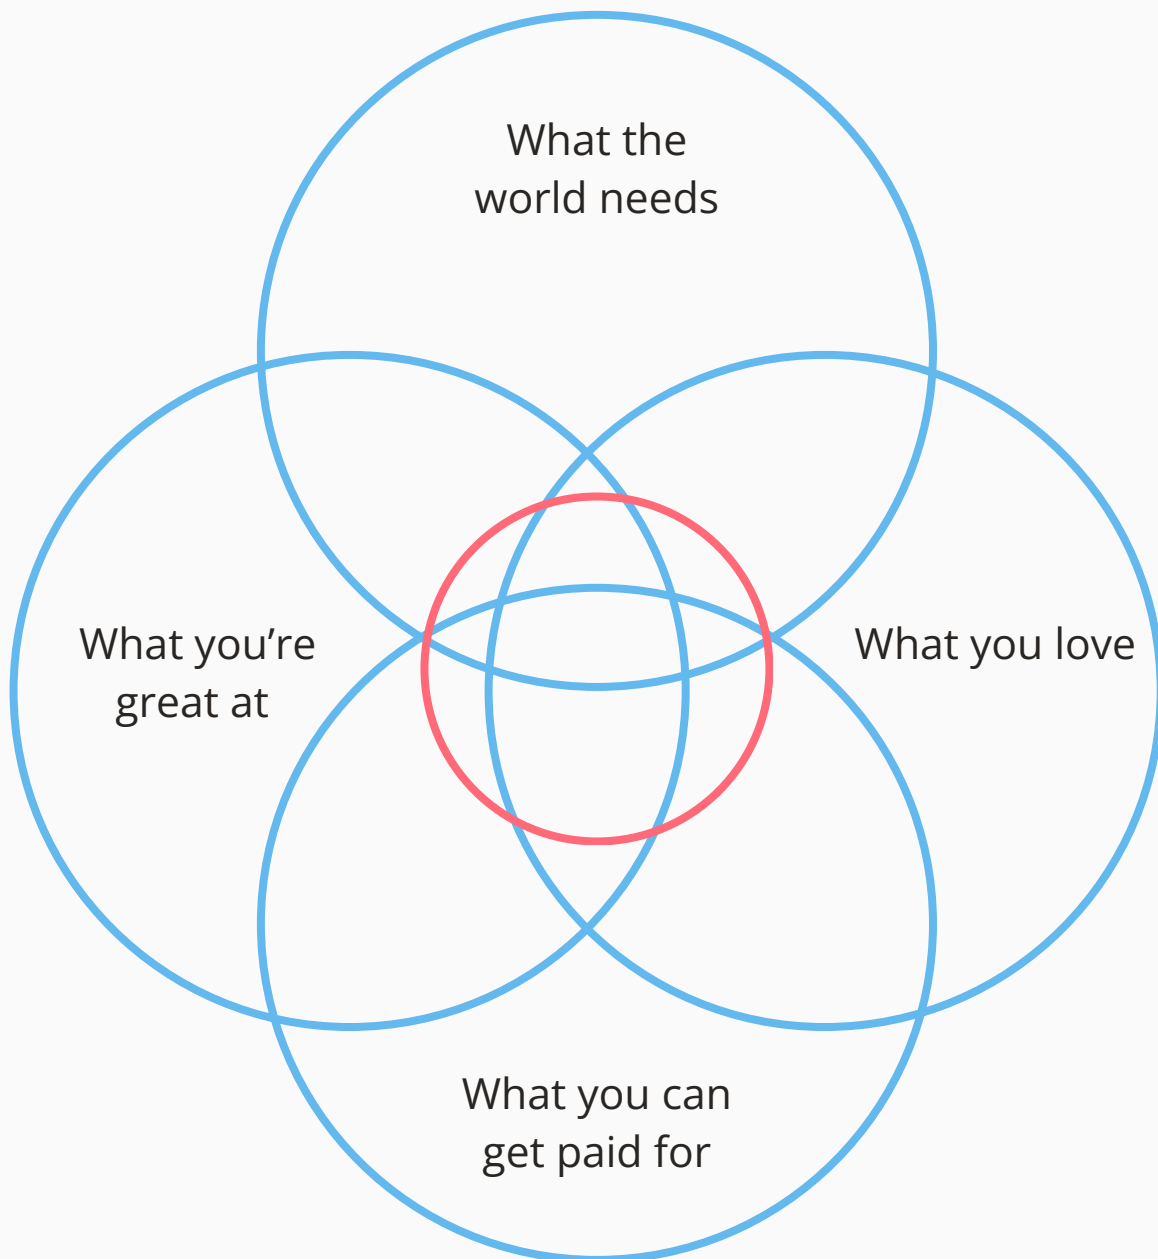 What the
world needs
What you’re
great at
What you love
What you can
get paid for